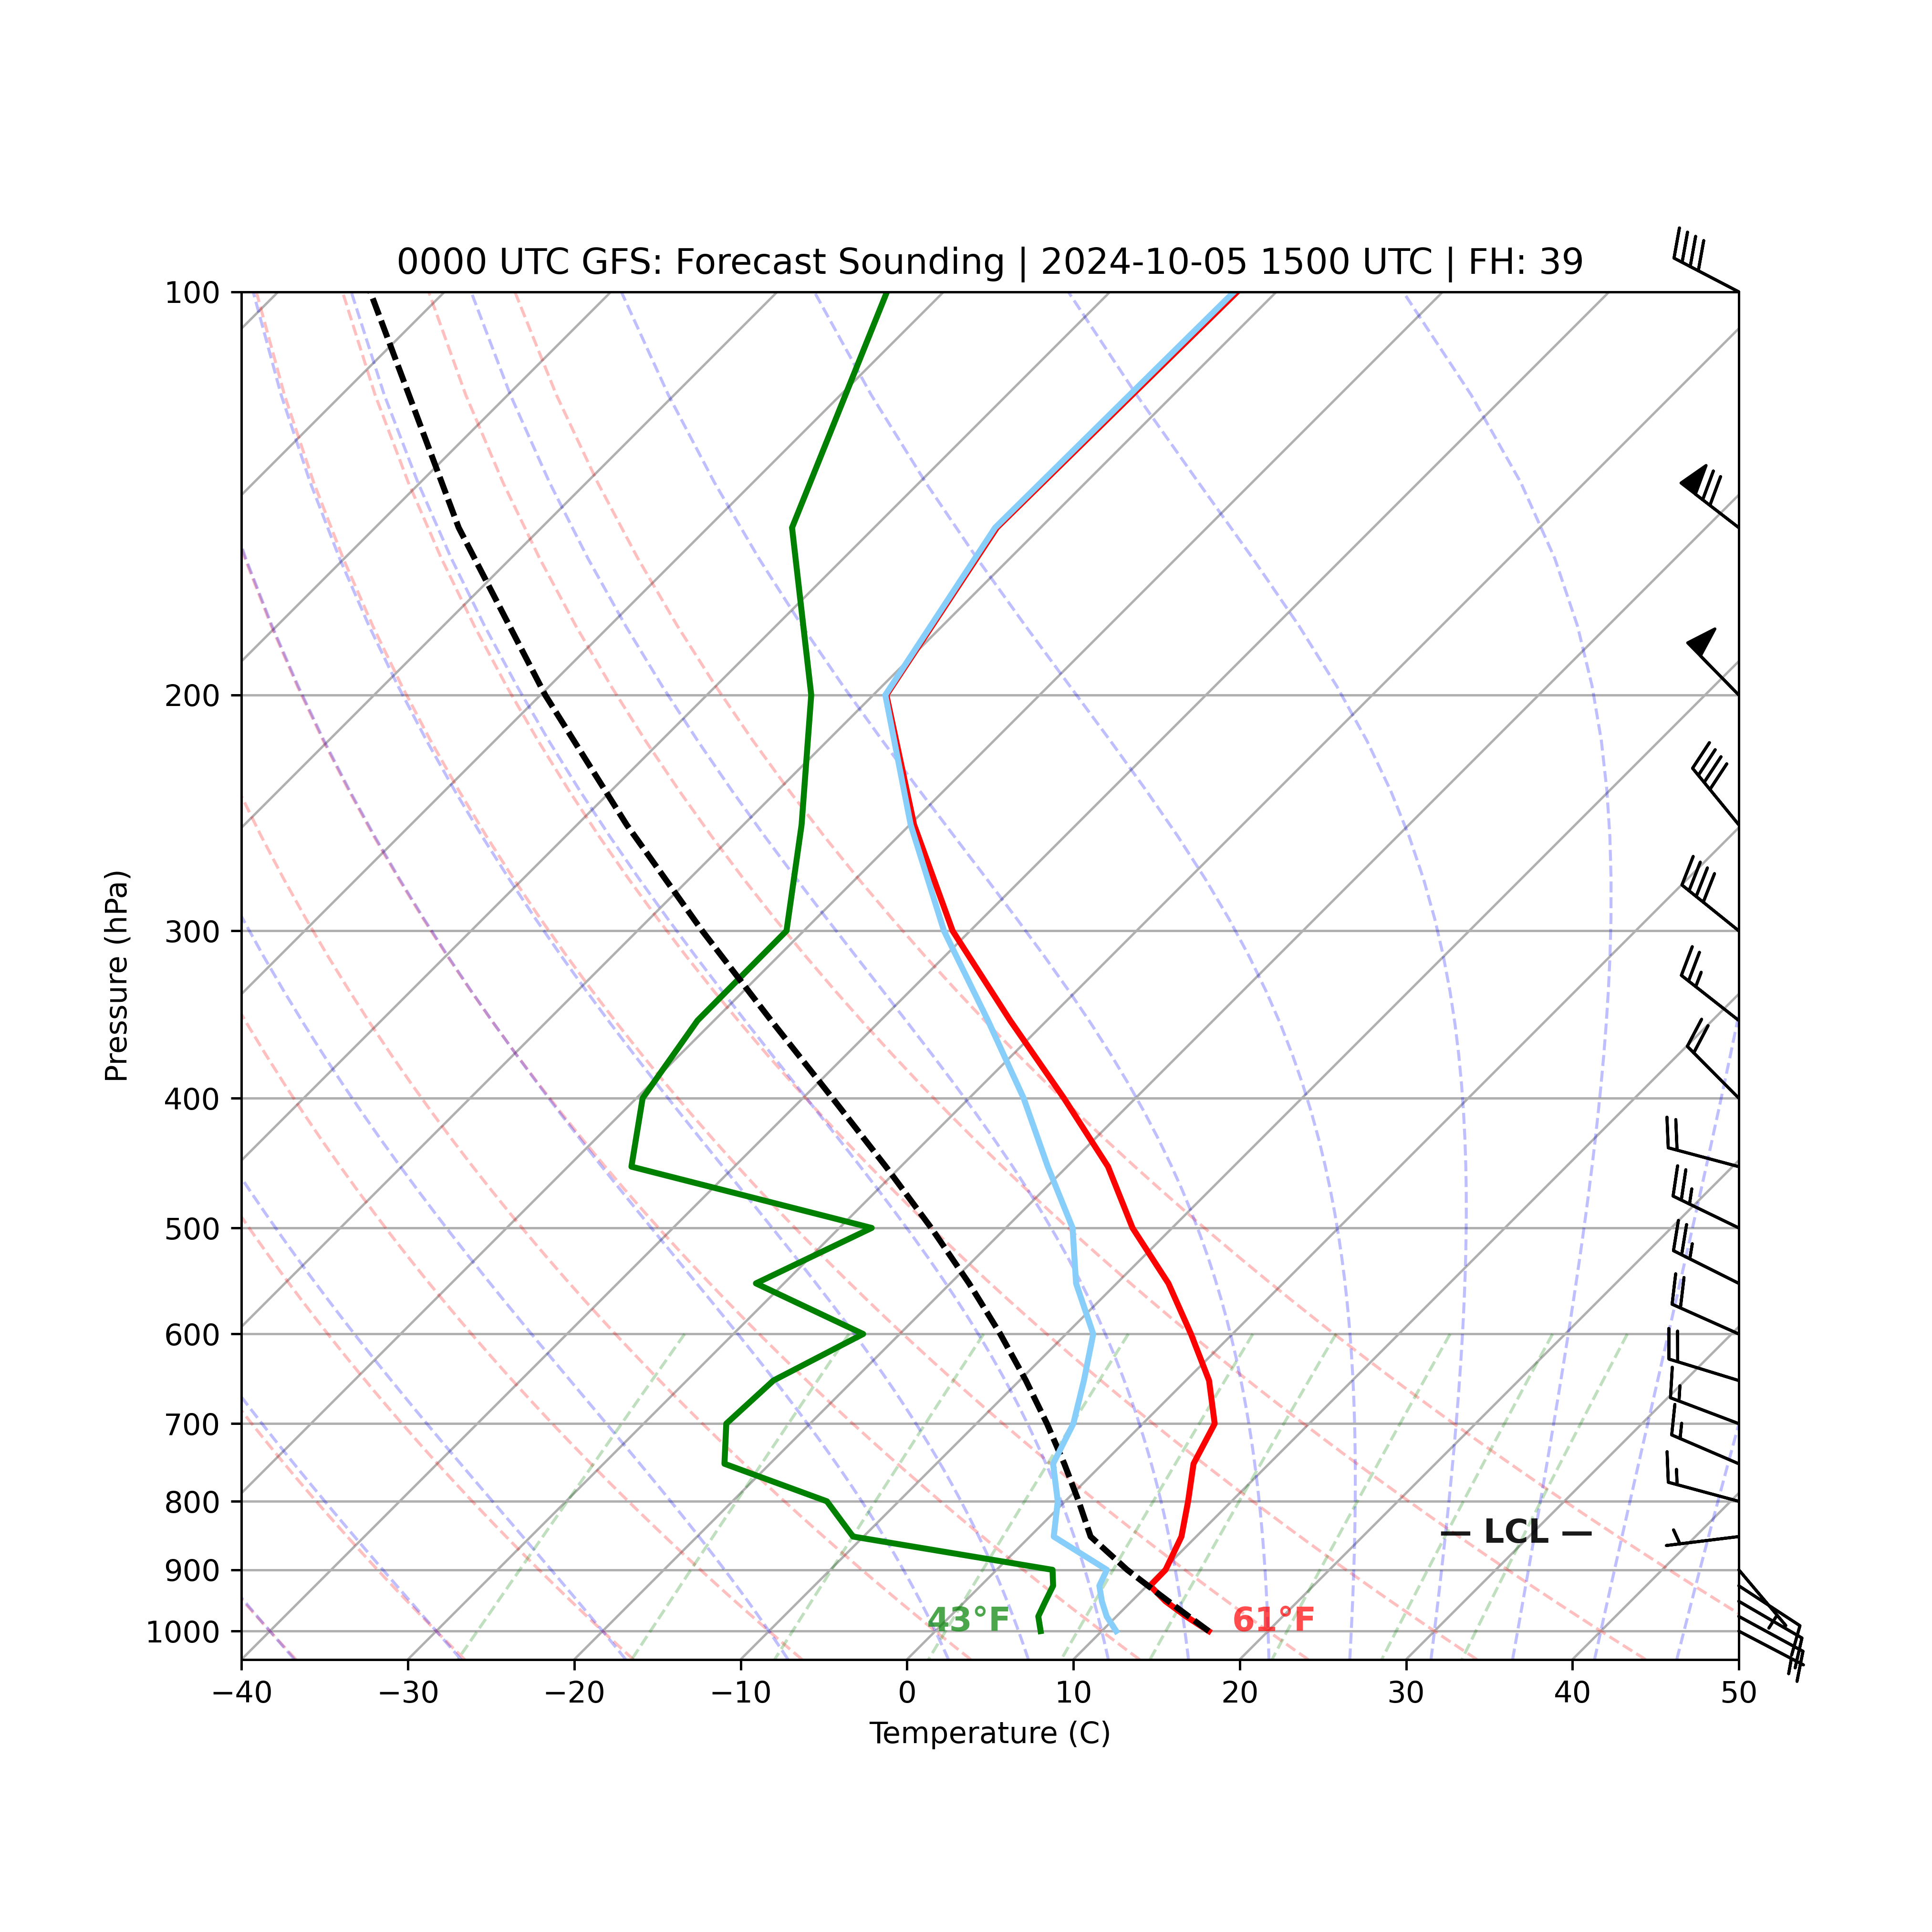 0000 UTC GFS: Forecast Sounding | 2024-10-05 1500 UTC | FH: 39
100
200
300
400
500
600
700
800
900
1000
Pressure (hPa)
— LCL —
43°F
61°F
−40 −30 −20 −10 0 10 20 30 40 50
Temperature (C)